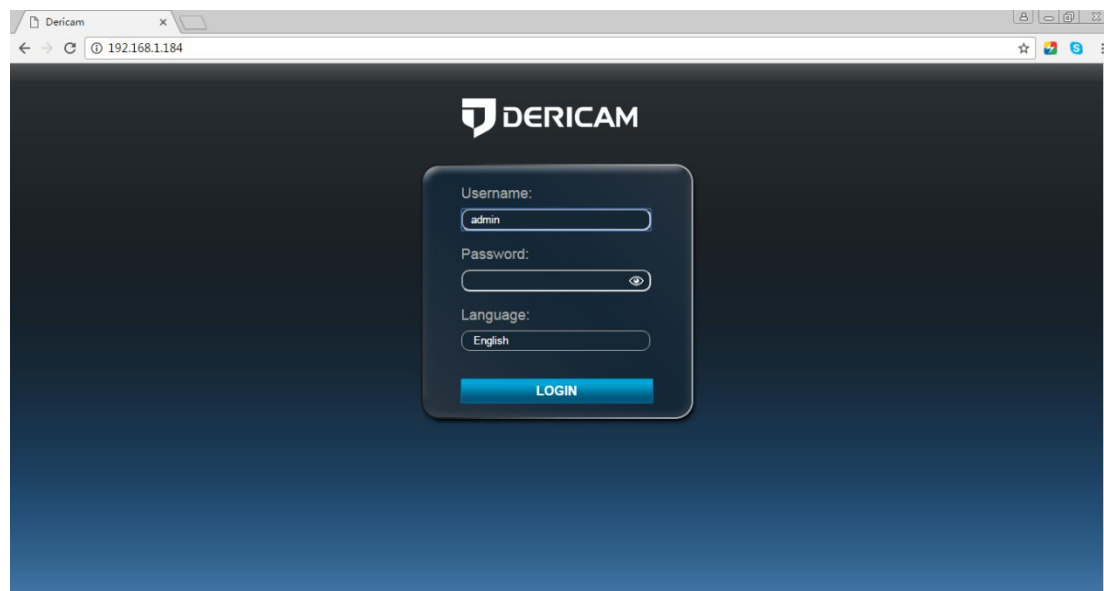 Dericam
192.168.1.184
DERICAM
Username:
admin
Password:
Language:
English
LOGIN